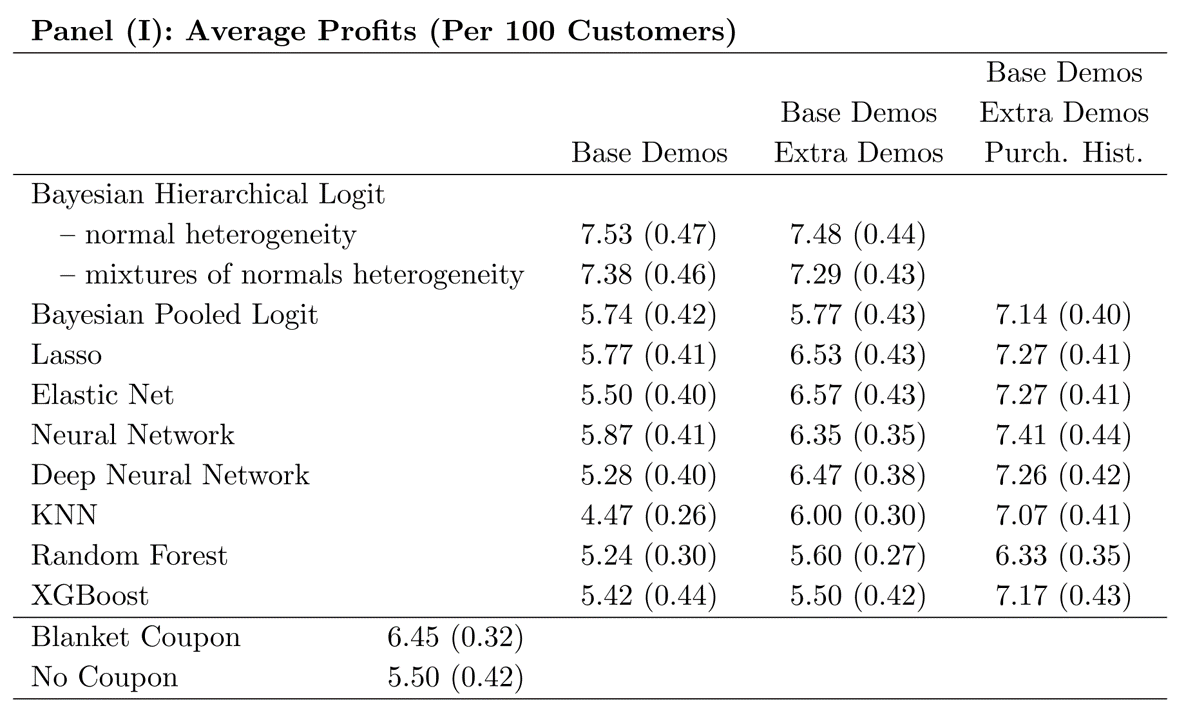 Panel (I): Average Profits (Per 100 Customers)
Base Demos
Base Demos Extra Demos
Base Demos Extra Demos Purch. Hist.
Bayesian Hierarchical Logit
– normal heterogeneity 7.53 (0.47) 7.48 (0.44)
– mixtures of normals heterogeneity 7.38 (0.46) 7.29 (0.43)
Bayesian Pooled Logit 5.74 (0.42) 5.77 (0.43) 7.14 (0.40)
Lasso 5.77 (0.41) 6.53 (0.43) 7.27 (0.41)
Elastic Net 5.50 (0.40) 6.57 (0.43) 7.27 (0.41)
Neural Network 5.87 (0.41) 6.35 (0.35) 7.41 (0.44)
Deep Neural Network 5.28 (0.40) 6.47 (0.38) 7.26 (0.42)
KNN 4.47 (0.26) 6.00 (0.30) 7.07 (0.41)
Random Forest 5.24 (0.30) 5.60 (0.27) 6.33 (0.35)
XGBoost 5.42 (0.44) 5.50 (0.42) 7.17 (0.43)
Blanket Coupon 6.45 (0.32)
No Coupon 5.50 (0.42)